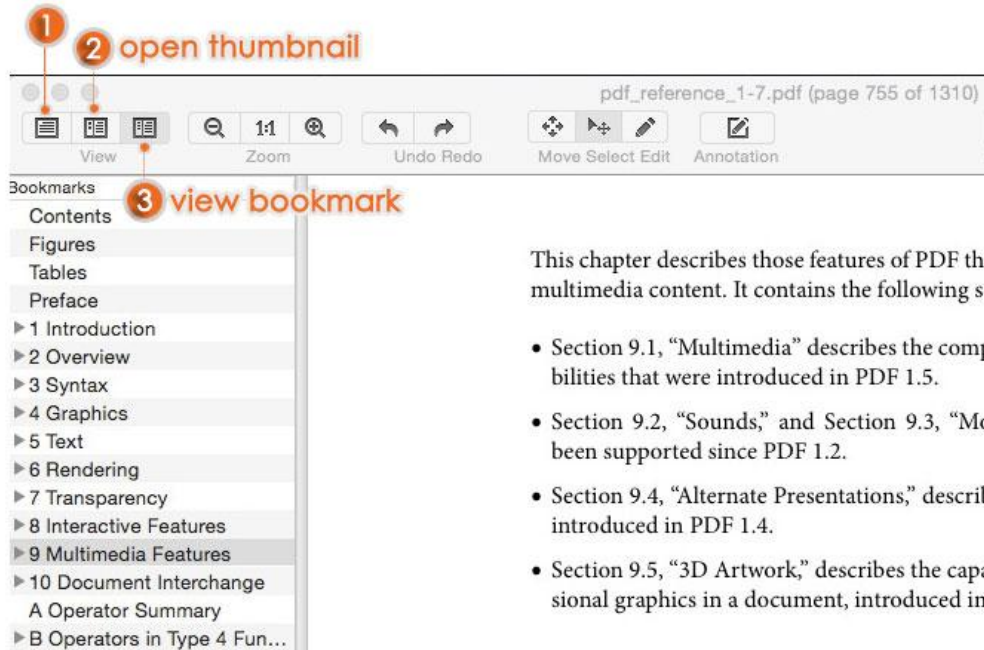 1
2 open thumbnail
pdf_reference_1-7.pdf (page 755 of 1310)
1:1
View Zoom Undo Redo Move Select Edit Annotation
3 view bookmark
Bookmarks
Contents
Figures
Tables
Preface
1 Introduction
2 Overview
3 Syntax
4 Graphics
5 Text
6 Rendering
7 Transparency
8 Interactive Features
9 Multimedia Features
10 Document Interchange
A Operator Summary
B Operators in Type 4 Fun...
This chapter describes those features of PDF th
multimedia content. It contains the following s
• Section 9.1, “Multimedia” describes the comp
bilities that were introduced in PDF 1.5.
• Section 9.2, “Sounds,” and Section 9.3, “Mo
been supported since PDF 1.2.
• Section 9.4, “Alternate Presentations,” describ
introduced in PDF 1.4.
• Section 9.5, “3D Artwork,” describes the capa
sional graphics in a document, introduced in